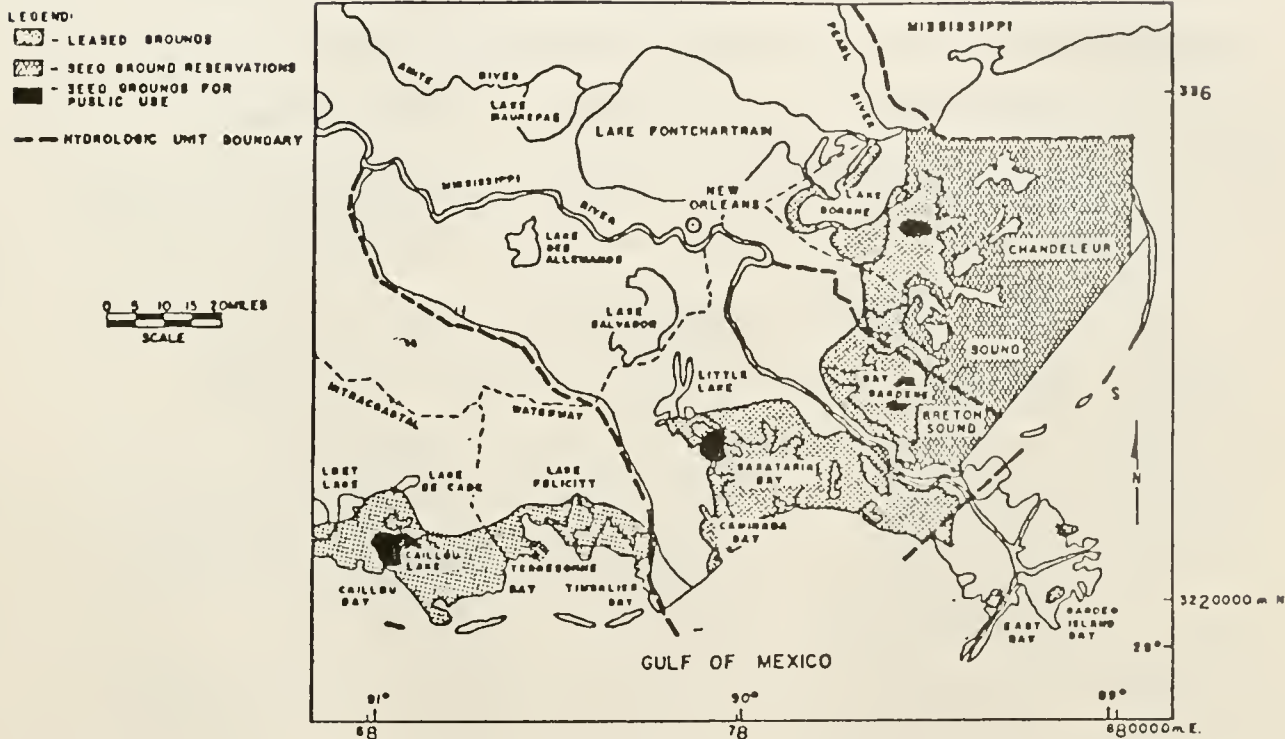 LEGEND:
- LEASED GROUNDS
- SEED GROUND RESERVATIONS
- SEED GROUNDS FOR
PUBLIC USE
- HYDROLOGIC UNIT BOUNDARY
0 5 10 15 20 MILES
SCALE
MISSISSIPPI
PEARL
RIVER
AMITE
RIVER
LAKE
MAUREPAS
LAKE PONTCHARTRAIN
336
MISSISSIPPI
RIVER
NEW
ORLEANS
LAKE
BORGNE
LAKE
DES
ALLEMANDS
CHANDELEUR
LAKE
SALVADOR
SOUND
LITTLE
LAKE
BAY
GARDENE
BRETON
SOUND
S
INTRACOASTAL
WATERWAY
N
LOST
LAKE
LAKE
DE CADE
LAKE
FELICITY
BARATARIA
BAY
CAMINADA
BAY
CAILLOU
LAKE
CAILLOU
BAY
TERREBONNE
BAY
TIMBALIER
BAY
3220000 m N
EAST
BAY
GARDEN
ISLAND
BAY
29°
GULF OF MEXICO
91°
90°
89°
68
78
680000 m.E.